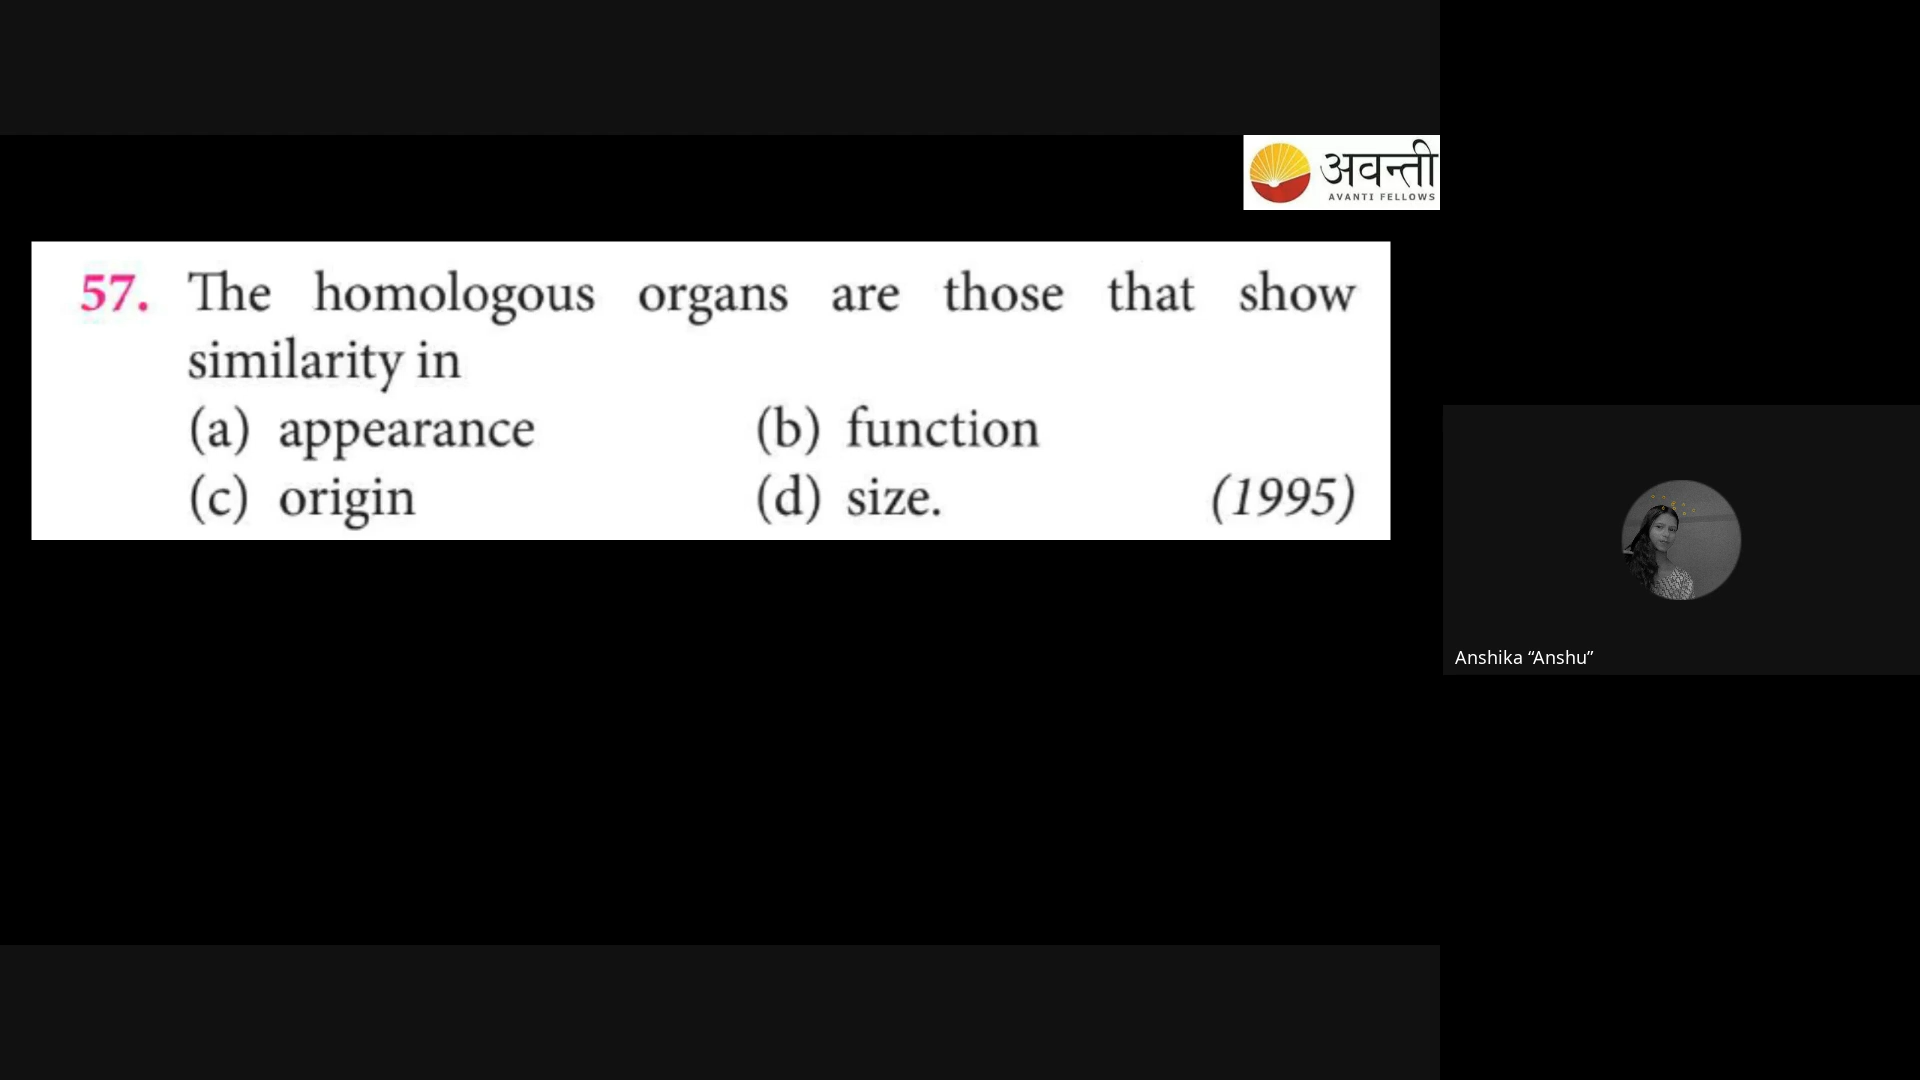 अवन्ती
AVANTI FELLOWS
57. The homologous organs are those that show
similarity in
(a) appearance (b) function
(c) origin (d) size. (1995)
Anshika “Anshu”